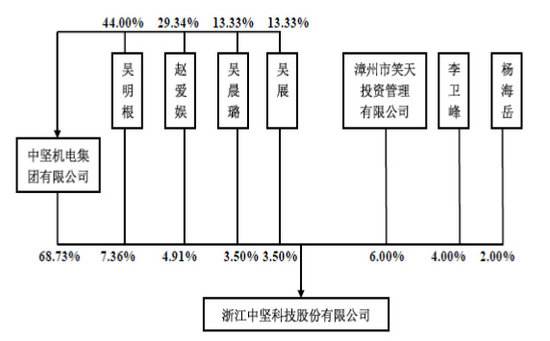 44.00% 29.34% 13.33% 13.33%
吴明根
赵爱娱
吴晨璐
吴展
漳州市笑天
投资管理
有限公司
李卫峰
杨海岳
中坚机电集
团有限公司
68.73% 7.36% 4.91% 3.50% 3.50% 6.00% 4.00% 2.00%
浙江中坚科技股份有限公司